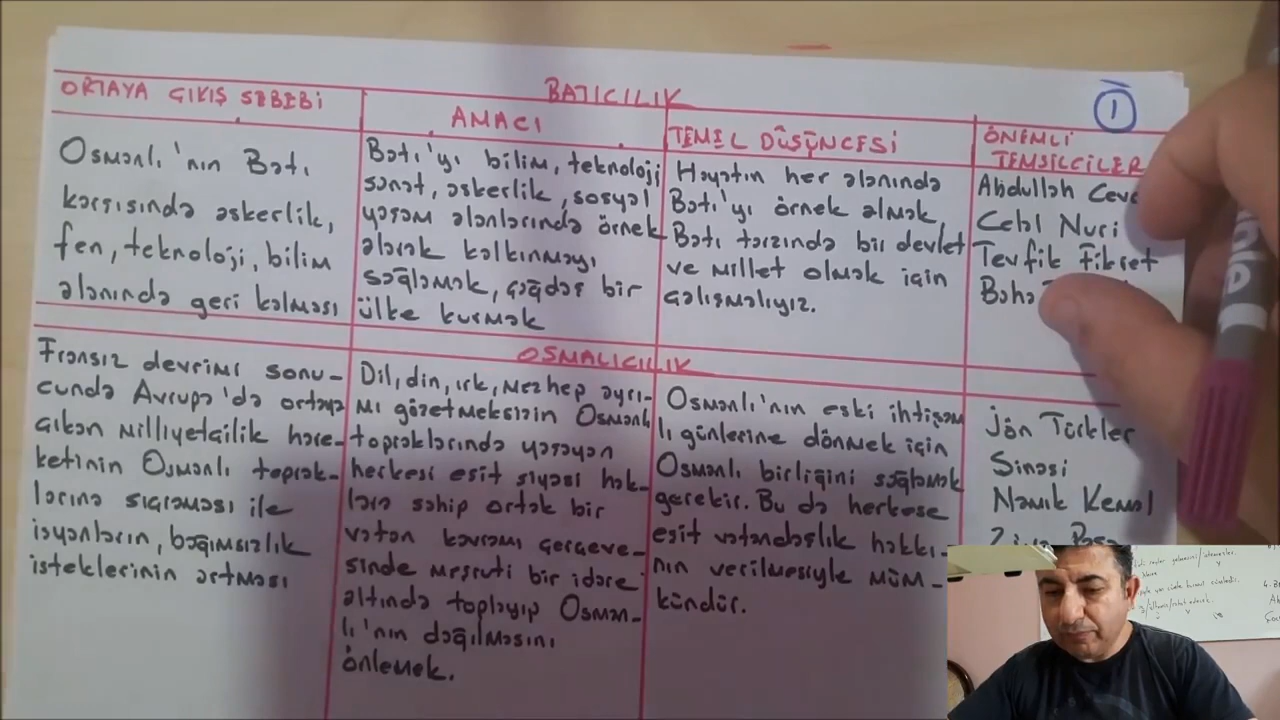 BATICILIK
1
ORTAYA ÇIKIŞ SEBEBİ
Osmanlı'nın Batı
karşısında askerlik,
fen, teknoloji, bilim
alanında geri kalması
AMACI
Batı'yı bilim, teknoloji
sanat, askerlik, sosyal
yaşam alanlarında örnek
alarak kalkınmayı
sağlamak, çağdaş bir
ülke kurmak
TEMEL DÜŞÜNCESİ
Hayatın her alanında
Batı'yı örnek almak,
Batı tarzında bir devlet
ve millet olmak için
çalışmalıyız.
ÖNEMLİ
TEMSİLCİLER
Abdullah Cev
Celal Nuri
Tevfik Fikret
Baha
OSMALICILIK
Fransız devrimi sonu-
cunda Avrupa'da ortaya
çıkan milliyetçilik hare-
ketinin Osmanlı toprak-
larına sıçraması ile
isyanların, bağımsızlık
isteklerinin artması
Dil, din, ırk, mezhep ayrı-
mı gözetmeksizin Osmanlı
topraklarında yaşayan
herkesi eşit siyasi hak-
lara sahip ortak bir
vatan kavramı çerçeve-
sinde meşruti bir idare
altında toplayıp Osman-
lı'nın dağılmasını
önlemek.
Osmanlı'nın eski ihtişam
lı günlerine dönmek için
Osmanlı birliğini sağlamak
gerekir. Bu da herkese
eşit vatandaşlık hakkı-
nın verilmesiyle müm-
kündür.
Jön Türkler
Şinasi
Namık Kemal
Ziya Paşa